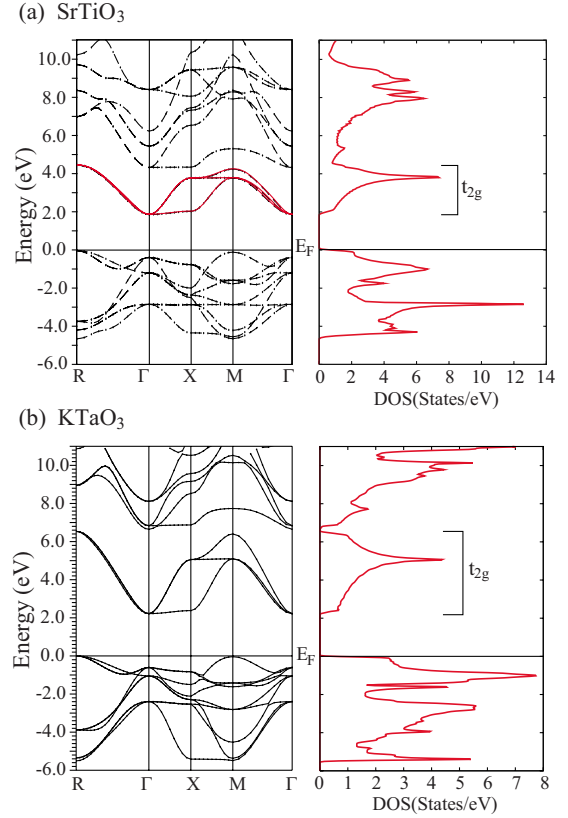 (a) SrTiO₃
Energy (eV)
10.0
8.0
6.0
4.0
2.0
0.0
-2.0
-4.0
-6.0
R Γ X M Γ
t₂g
E_F
0 2 4 6 8 10 12 14
DOS(States/eV)
(b) KTaO₃
Energy (eV)
10.0
8.0
6.0
4.0
2.0
0.0
-2.0
-4.0
-6.0
R Γ X M Γ
t₂g
E_F
0 1 2 3 4 5 6 7 8
DOS(States/eV)